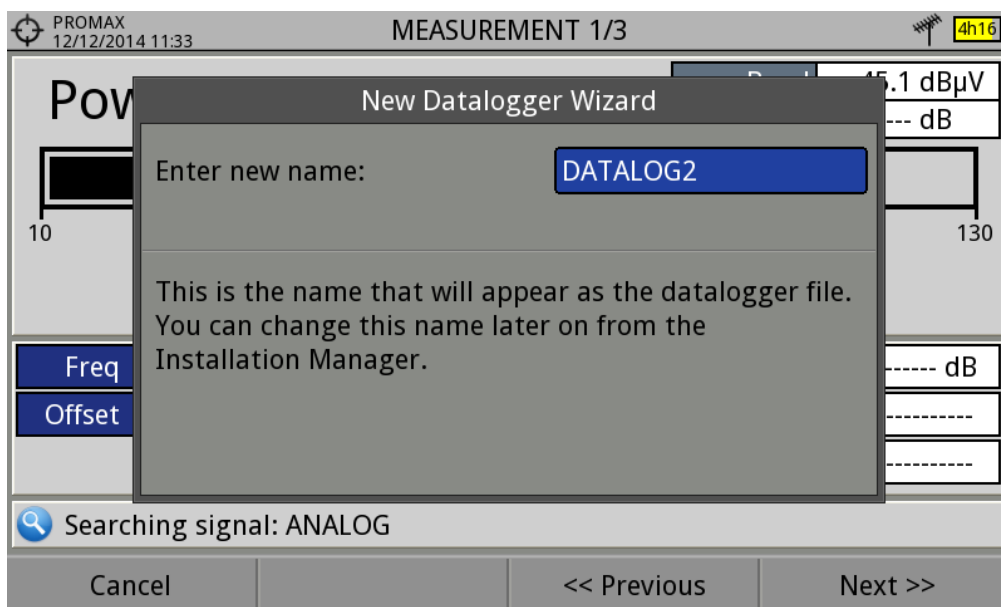 PROMAX
12/12/2014 11:33
MEASUREMENT 1/3
4h16
5.1 dBµV
--- dB
New Datalogger Wizard
Enter new name:
DATALOG2
10
130
This is the name that will appear as the datalogger file.
You can change this name later on from the
Installation Manager.
Freq
------ dB
Offset
----------
----------
Searching signal: ANALOG
Cancel
<< Previous
Next >>